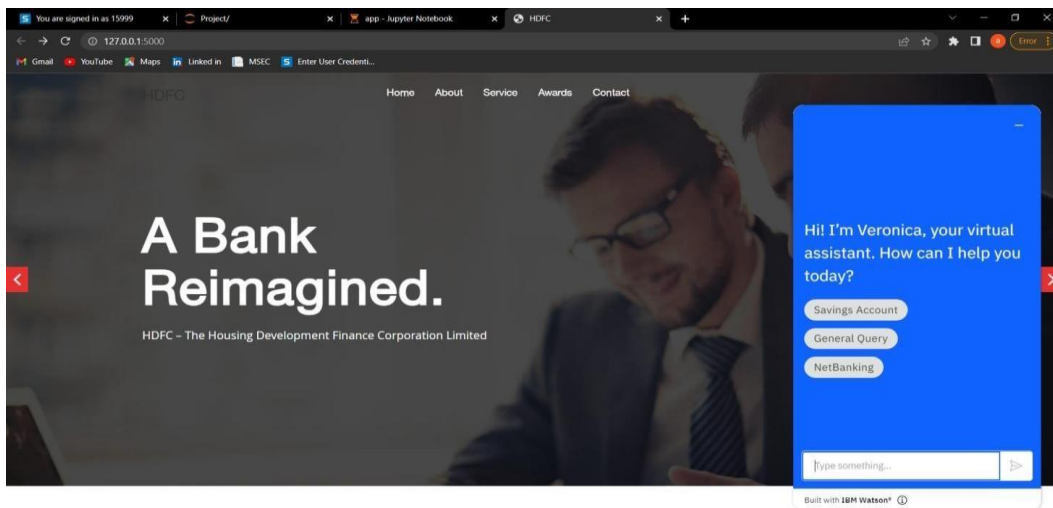 You are signed in as 15999
Project/
app - Jupyter Notebook
HDFC
127.0.0.1:5000
Error
Gmail
YouTube
Maps
Linked in
MSEC
Enter User Credenti...
HDFC
Home
About
Service
Awards
Contact
A Bank
Reimagined.
HDFC – The Housing Development Finance Corporation Limited
Hi! I'm Veronica, your virtual
assistant. How can I help you
today?
Savings Account
General Query
NetBanking
Type something...
Built with IBM Watson®